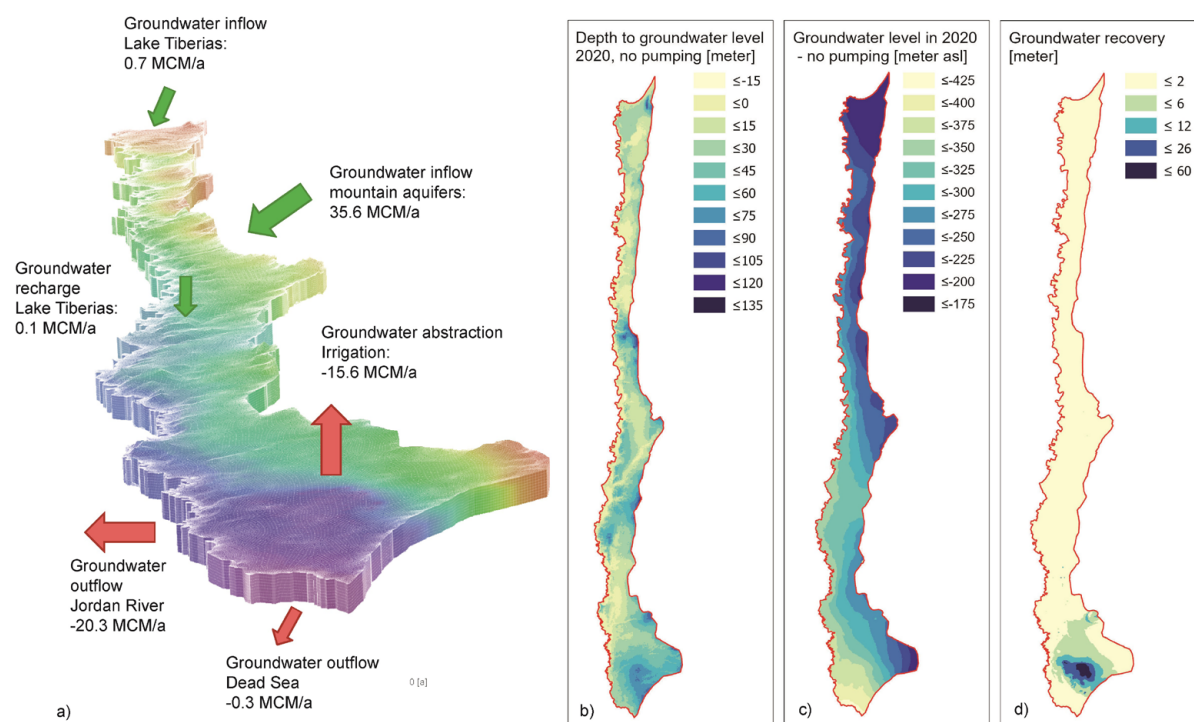 Groundwater inflow
Lake Tiberias:
0.7 MCM/a
Groundwater inflow
mountain aquifers:
35.6 MCM/a
Groundwater
recharge
Lake Tiberias:
0.1 MCM/a
Groundwater abstraction
Irrigation:
-15.6 MCM/a
Groundwater
outflow
Jordan River
-20.3 MCM/a
Groundwater outflow
Dead Sea
-0.3 MCM/a
0 [a]
a)
Depth to groundwater level
2020, no pumping [meter]
≤-15
≤0
≤15
≤30
≤45
≤60
≤75
≤90
≤105
≤120
≤135
b)
Groundwater level in 2020
- no pumping [meter asl]
≤-425
≤-400
≤-375
≤-350
≤-325
≤-300
≤-275
≤-250
≤-225
≤-200
≤-175
c)
Groundwater recovery
[meter]
≤ 2
≤ 6
≤ 12
≤ 26
≤ 60
d)